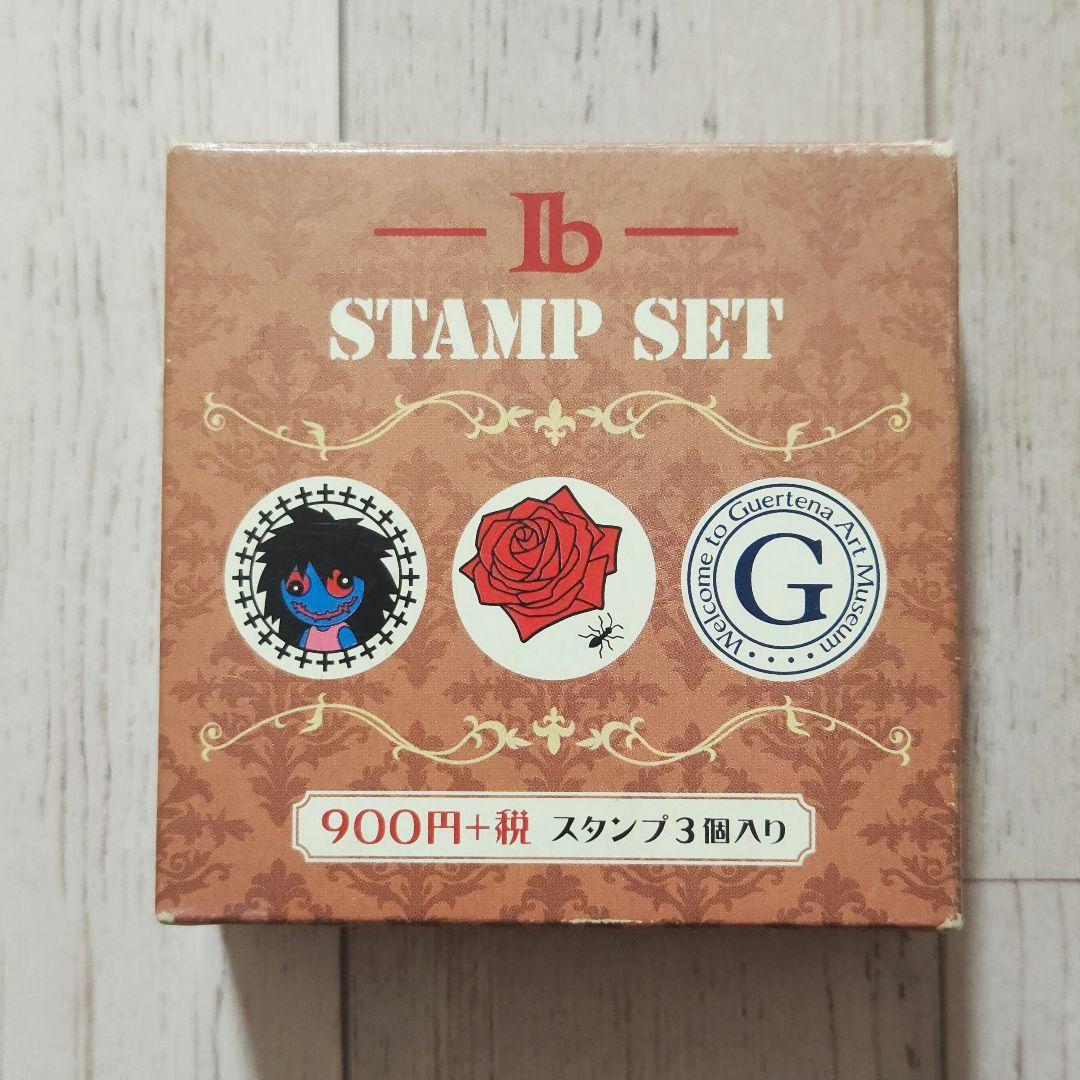 Ib
STAMP SET
Welcome to Guertena Art Museum
G
900円+税 スタンプ3個入り